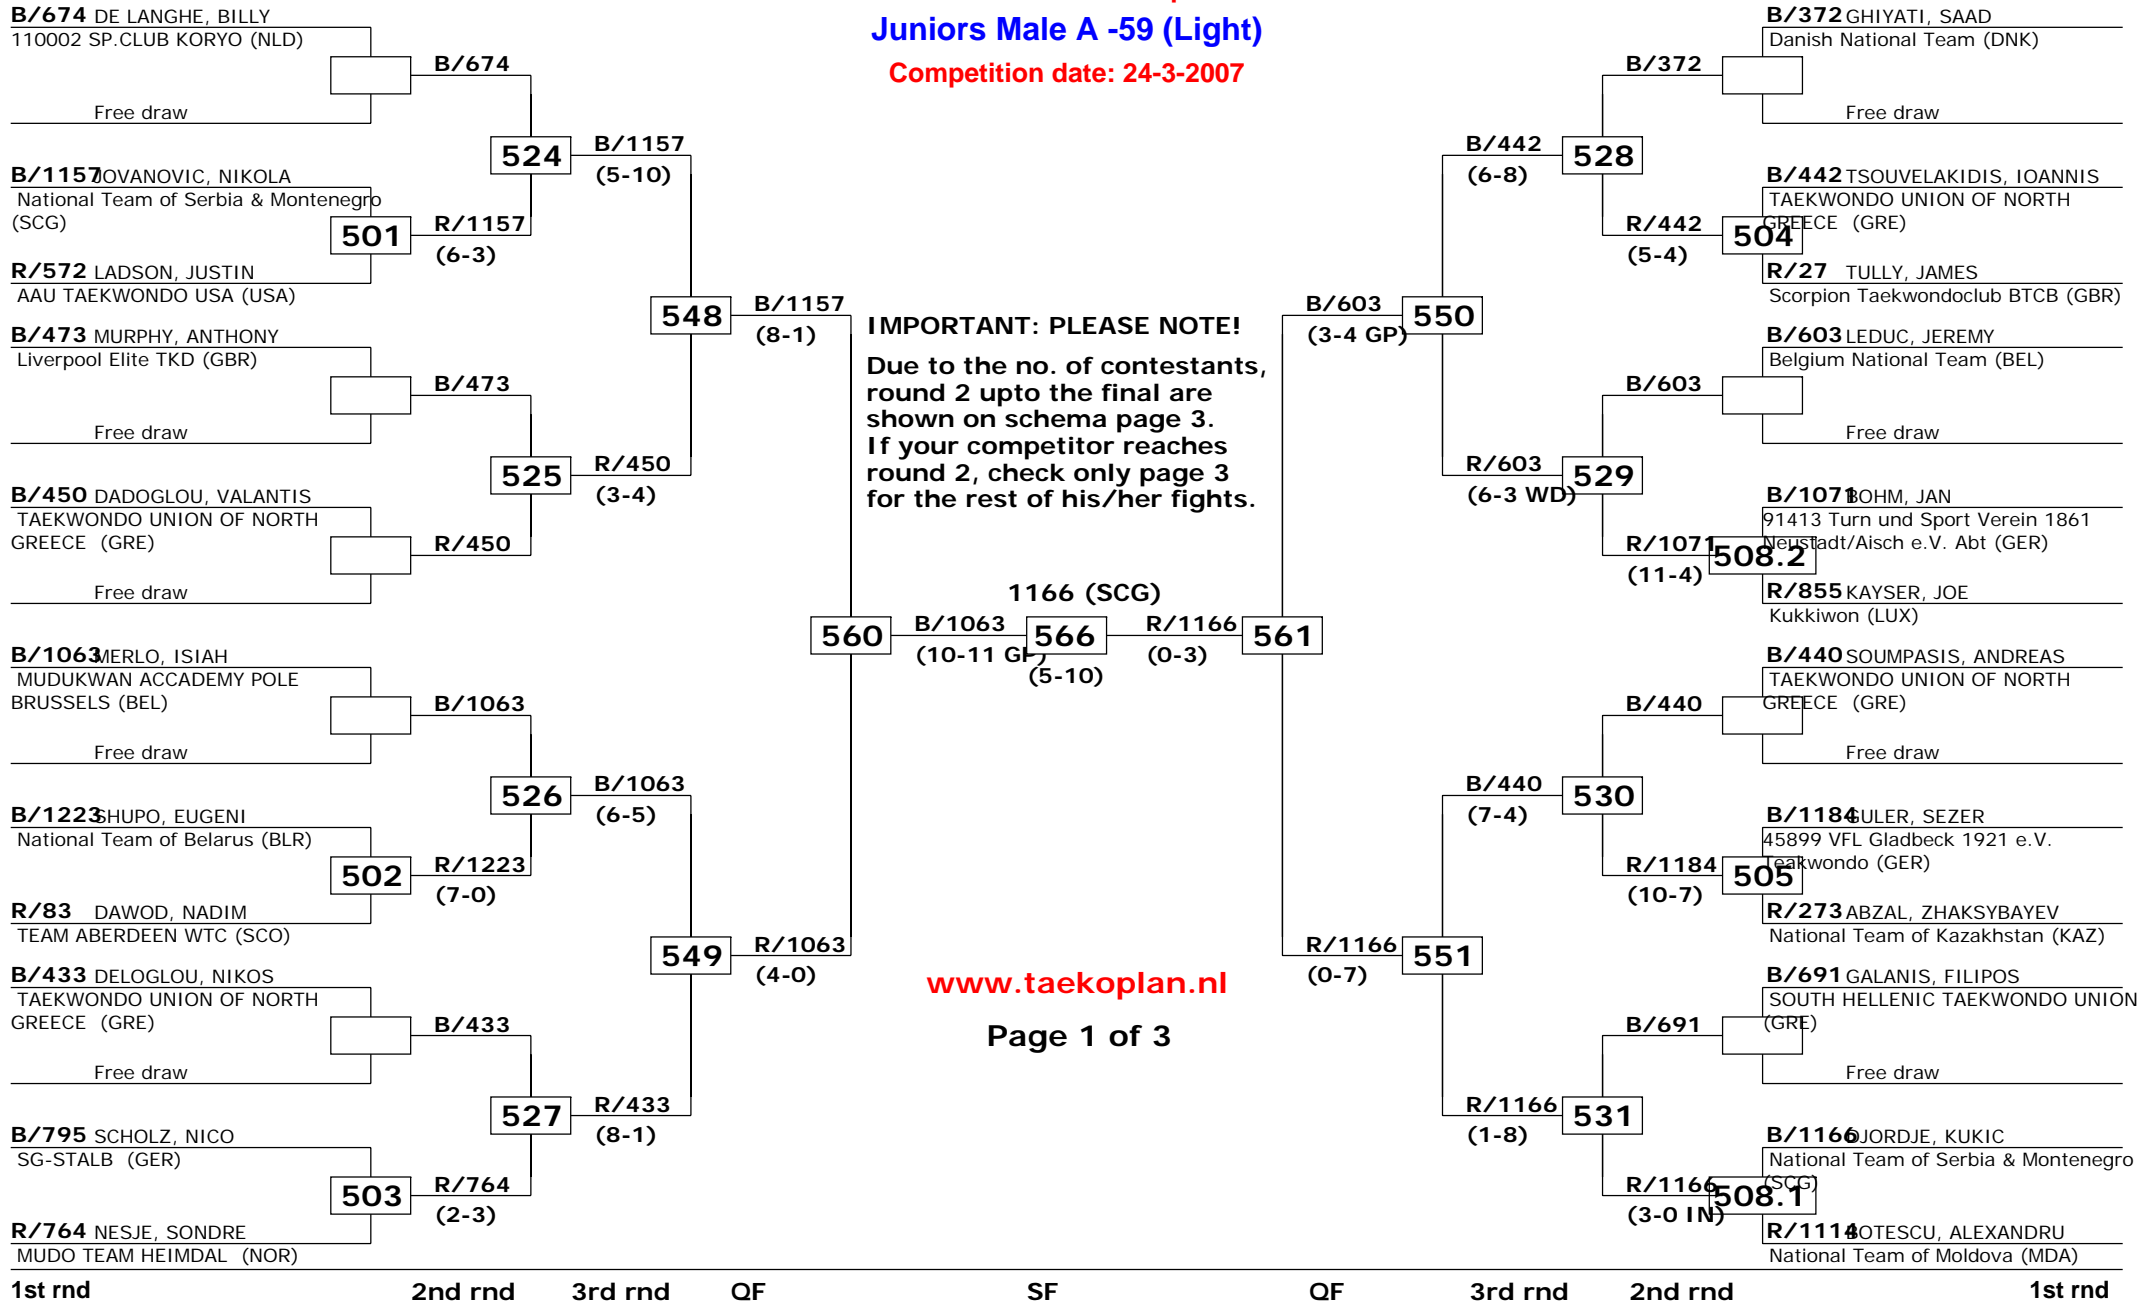 Juniors Male A -59 (Light)
Competition date: 24-3-2007
B/674 DE LANGHE, BILLY
110002 SP.CLUB KORYO (NLD)
B/674
Free draw
524
B/1157
(5-10)
B/1157 JOVANOVIC, NIKOLA
National Team of Serbia & Montenegro
(SCG)
501
R/1157
(6-3)
R/572 LADSON, JUSTIN
AAU TAEKWONDO USA (USA)
548
B/1157
(8-1)
B/473 MURPHY, ANTHONY
Liverpool Elite TKD (GBR)
B/473
Free draw
525
R/450
(3-4)
B/450 DADOGLOU, VALANTIS
TAEKWONDO UNION OF NORTH
GREECE (GRE)
R/450
Free draw
560
B/1063
(10-11 GP)
B/1063 MERLO, ISIAH
MUDUKWAN ACCADEMY POLE
BRUSSELS (BEL)
B/1063
Free draw
526
B/1063
(6-5)
B/1223 SHUPO, EUGENI
National Team of Belarus (BLR)
502
R/1223
(7-0)
R/83 DAWOD, NADIM
TEAM ABERDEEN WTC (SCO)
549
R/1063
(4-0)
B/433 DELOGLOU, NIKOS
TAEKWONDO UNION OF NORTH
GREECE (GRE)
B/433
Free draw
527
R/433
(8-1)
B/795 SCHOLZ, NICO
SG-STALB (GER)
503
R/764
(2-3)
R/764 NESJE, SONDRE
MUDO TEAM HEIMDAL (NOR)
IMPORTANT: PLEASE NOTE!
Due to the no. of contestants,
round 2 upto the final are
shown on schema page 3.
If your competitor reaches
round 2, check only page 3
for the rest of his/her fights.
1166 (SCG)
566
(5-10)
R/1166
(0-3)
561
www.taekoplan.nl
Page 1 of 3
B/372 GHIYATI, SAAD
Danish National Team (DNK)
B/372
Free draw
B/442
(6-8)
528
B/442 TSOUVELAKIDIS, IOANNIS
TAEKWONDO UNION OF NORTH
GREECE (GRE)
R/442
(5-4)
504
R/27 TULLY, JAMES
Scorpion Taekwondoclub BTCB (GBR)
B/603
(3-4 GP)
550
B/603 LEDUC, JEREMY
Belgium National Team (BEL)
B/603
Free draw
R/603
(6-3 WD)
529
B/1071 BOHM, JAN
91413 Turn und Sport Verein 1861
Neustadt/Aisch e.V. Abt (GER)
R/1071
(11-4)
508.2
R/855 KAYSER, JOE
Kukkiwon (LUX)
B/440 SOUMPASIS, ANDREAS
TAEKWONDO UNION OF NORTH
GREECE (GRE)
B/440
Free draw
B/440
(7-4)
530
B/1184 GULER, SEZER
45899 VFL Gladbeck 1921 e.V.
Teakwondo (GER)
R/1184
(10-7)
505
R/273 ABZAL, ZHAKSYBAYEV
National Team of Kazakhstan (KAZ)
R/1166
(0-7)
551
B/691 GALANIS, FILIPOS
SOUTH HELLENIC TAEKWONDO UNION
(GRE)
B/691
Free draw
R/1166
(1-8)
531
B/1166 DJORDJE, KUKIC
National Team of Serbia & Montenegro
(SCG)
R/1166
(3-0 IN)
508.1
R/1114 BOTESCU, ALEXANDRU
National Team of Moldova (MDA)
1st rnd 2nd rnd 3rd rnd QF SF QF 3rd rnd 2nd rnd 1st rnd